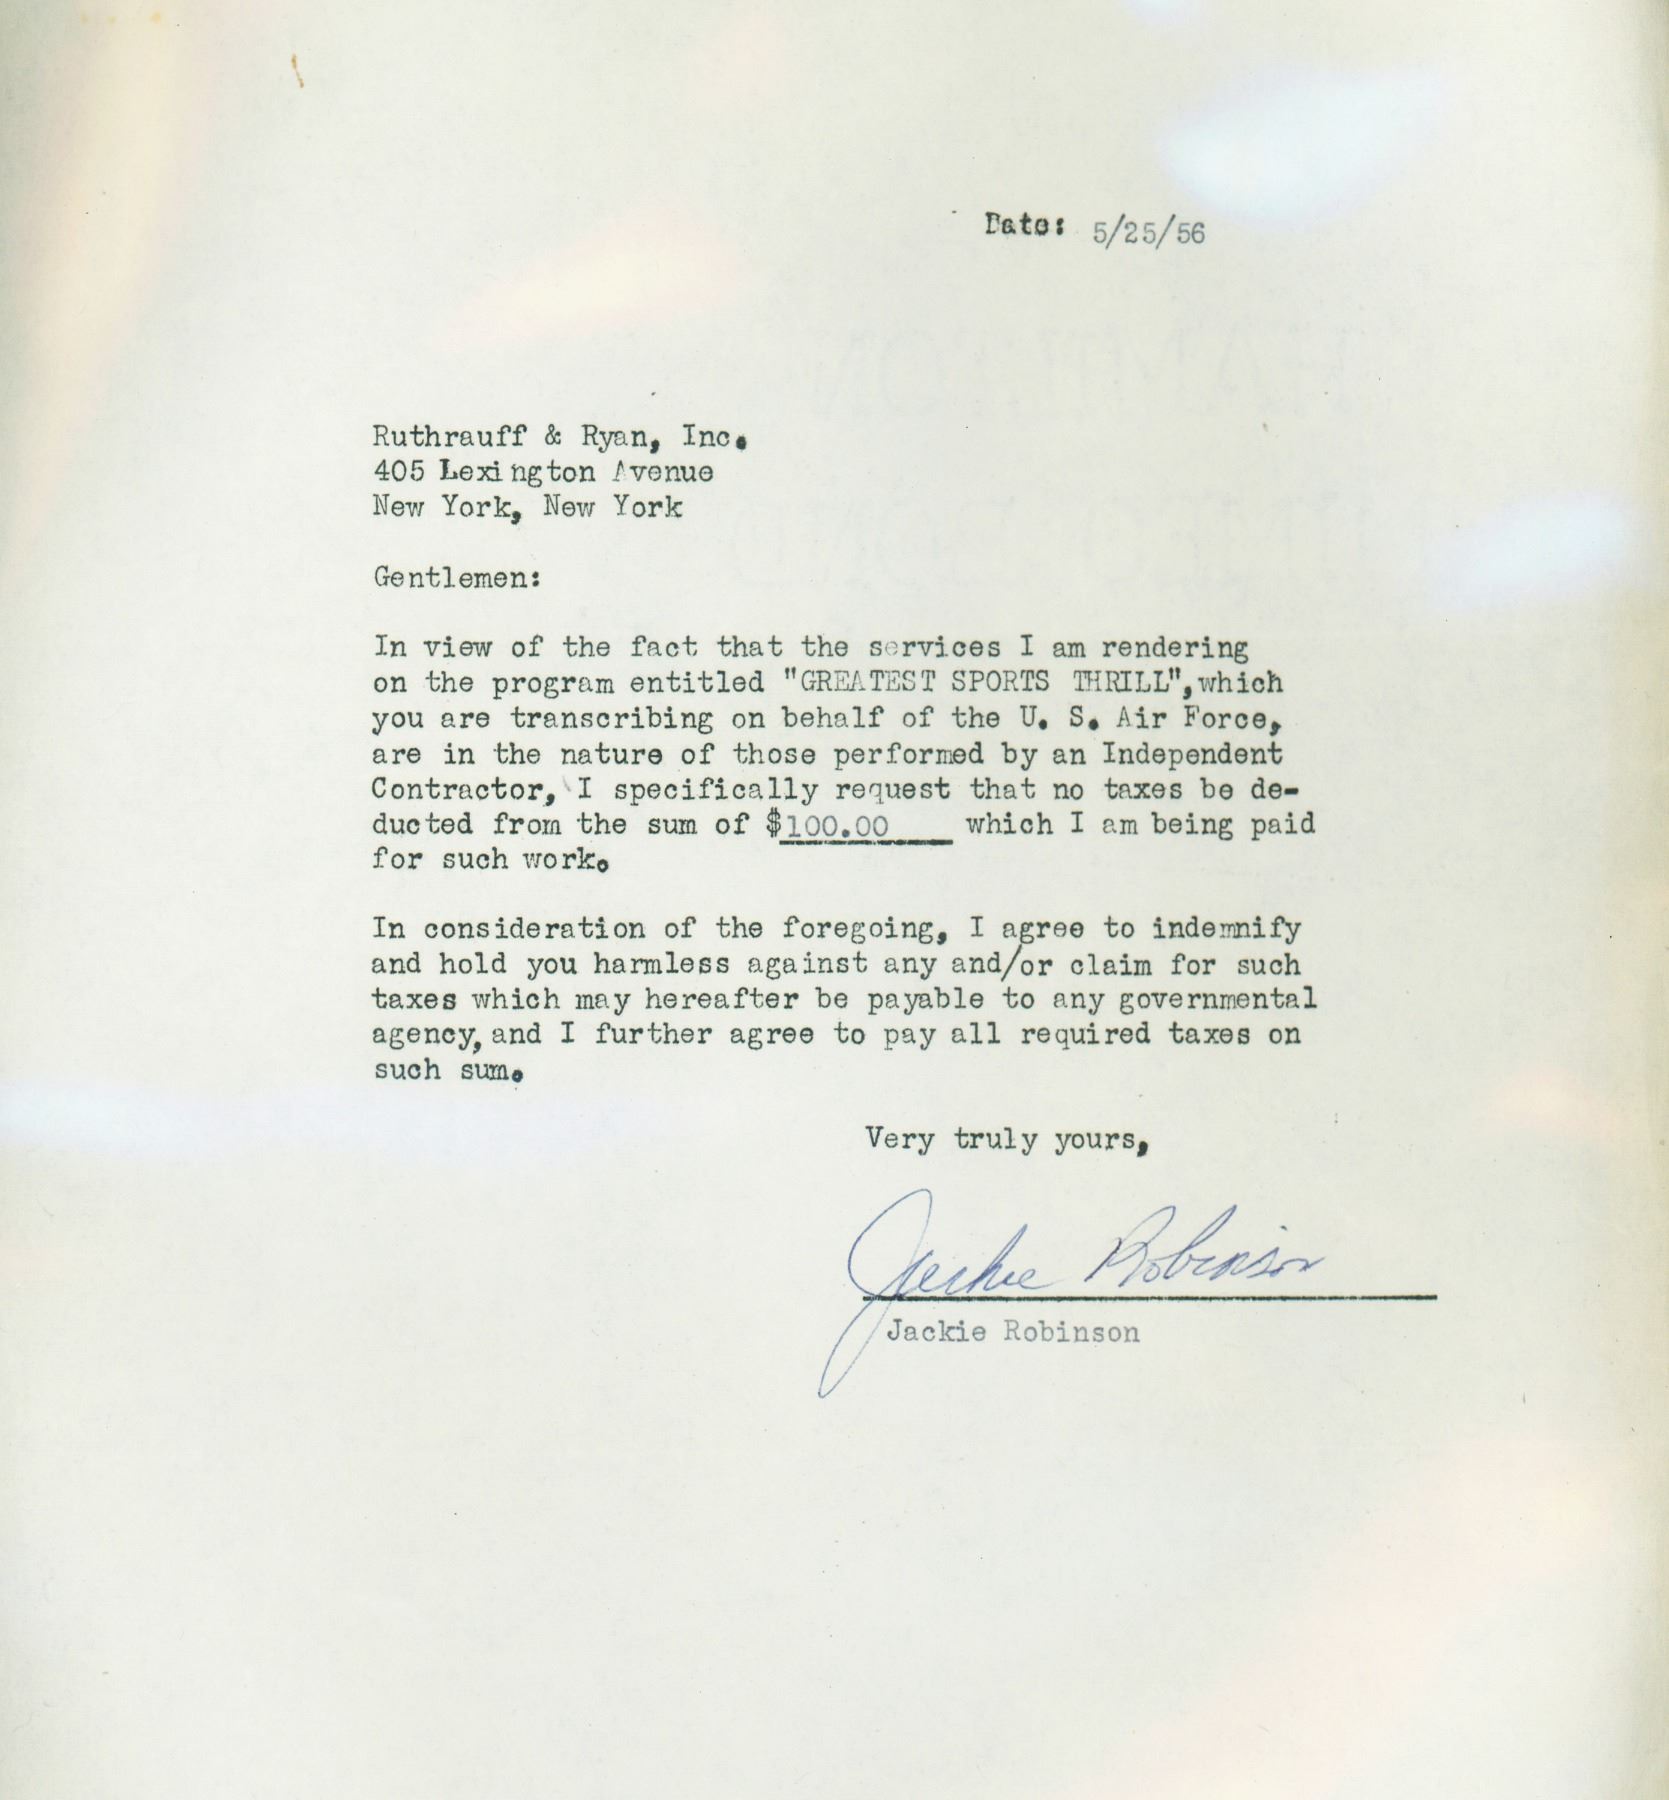 Date: 5/25/56
Ruthrauff & Ryan, Inc.
405 Lexington Avenue
New York, New York
Gentlemen:
In view of the fact that the services I am rendering
on the program entitled "GREATEST SPORTS THRILL",which
you are transcribing on behalf of the U. S. Air Force,
are in the nature of those performed by an Independent
Contractor, I specifically request that no taxes be de-
ducted from the sum of $100.00 which I am being paid
for such work.
In consideration of the foregoing, I agree to indemnify
and hold you harmless against any and/or claim for such
taxes which may hereafter be payable to any governmental
agency, and I further agree to pay all required taxes on
such sum.
Very truly yours,
Jackie Robinson
Jackie Robinson